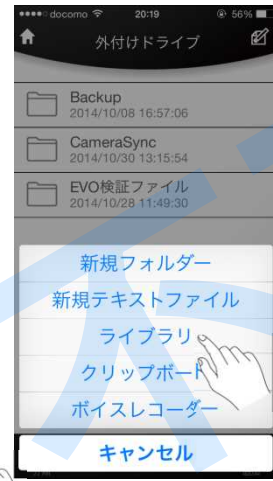 docomo 20:19 56%
外付けドライブ
Backup
2014/10/08 16:57:06
CameraSync
2014/10/30 13:15:54
EVO検証ファイル
2014/10/28 11:49:30
新規フォルダー
新規テキストファイル
ライブラリ
クリップボード
ボイスレコーダー
キャンセル